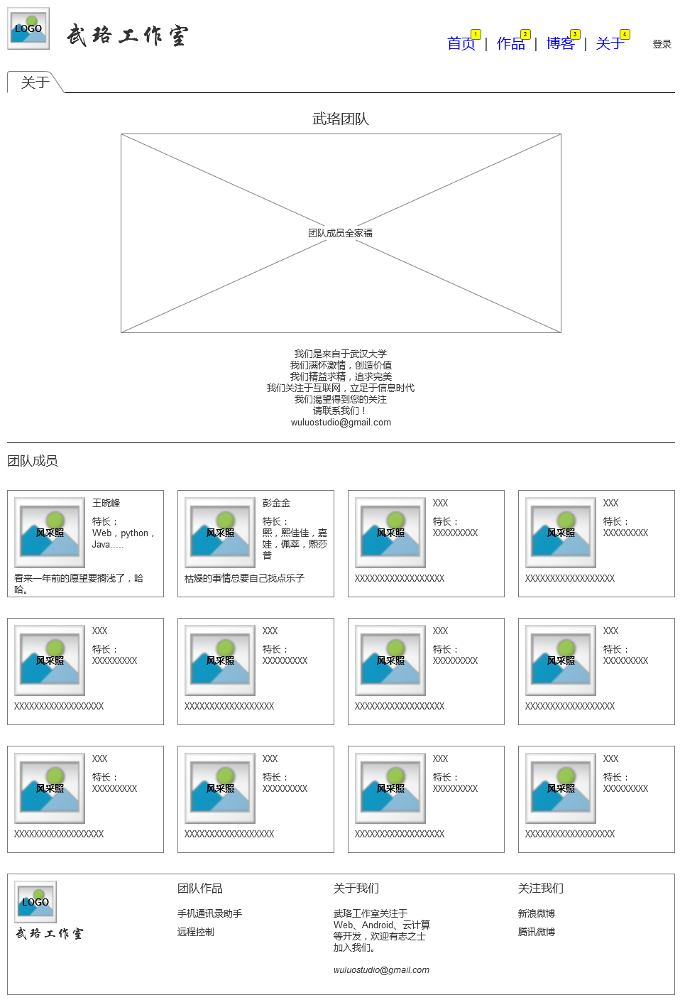 LOGO
武珞工作室
首页 1 | 作品 2 | 博客 3 | 关于 4 登录
关于
武珞团队
团队成员全家福
我们是来自于武汉大学
我们满怀激情，创造价值
我们精益求精，追求完美
我们关注于互联网，立足于信息时代
我们渴望得到您的关注
请联系我们！
wuluostudio@gmail.com
团队成员
风采照
王晓峰
特长：
Web，python，
Java.....
看来一年前的愿望要搁浅了，哈
哈。
风采照
彭金金
特长：
熙，熙佳佳，嘉
娃，佩莘，熙莎
普
枯燥的事情总要自己找点乐子
风采照
XXX
特长：
XXXXXXXXX
XXXXXXXXXXXXXXXXXX
风采照
XXX
特长：
XXXXXXXXX
XXXXXXXXXXXXXXXXXX
风采照
XXX
特长：
XXXXXXXXX
XXXXXXXXXXXXXXXXXX
风采照
XXX
特长：
XXXXXXXXX
XXXXXXXXXXXXXXXXXX
风采照
XXX
特长：
XXXXXXXXX
XXXXXXXXXXXXXXXXXX
风采照
XXX
特长：
XXXXXXXXX
XXXXXXXXXXXXXXXXXX
风采照
XXX
特长：
XXXXXXXXX
XXXXXXXXXXXXXXXXXX
风采照
XXX
特长：
XXXXXXXXX
XXXXXXXXXXXXXXXXXX
风采照
XXX
特长：
XXXXXXXXX
XXXXXXXXXXXXXXXXXX
风采照
XXX
特长：
XXXXXXXXX
XXXXXXXXXXXXXXXXXX
LOGO
武珞工作室
团队作品
手机通讯录助手
远程控制
关于我们
武珞工作室关注于
Web、Android、云计算
等开发，欢迎有志之士
加入我们。
wuluostudio@gmail.com
关注我们
新浪微博
腾讯微博